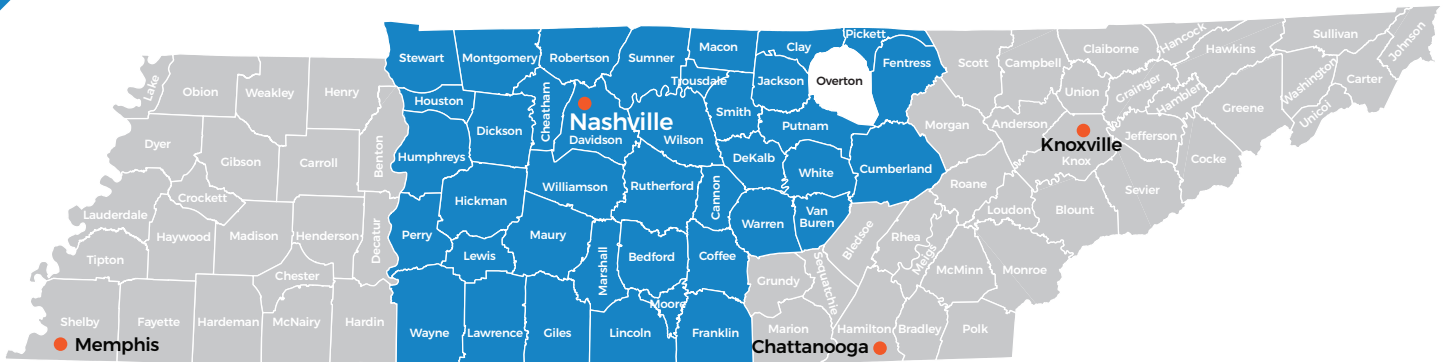 Stewart
Montgomery
Robertson
Sumner
Macon
Clay
Pickett
Fentress
Overton
Jackson
Trousdale
Smith
Putnam
Houston
Dickson
Cheatham
Nashville
Davidson
Wilson
Humphreys
DeKalb
White
Cumberland
Hickman
Williamson
Rutherford
Cannon
Warren
Van
Buren
Perry
Lewis
Maury
Marshall
Bedford
Coffee
Moore
Wayne
Lawrence
Giles
Lincoln
Franklin
Lake
Obion
Weakley
Henry
Dyer
Gibson
Carroll
Benton
Crockett
Lauderdale
Haywood
Madison
Henderson
Decatur
Tipton
Chester
Shelby
Fayette
Hardeman
McNairy
Hardin
Memphis
Scott
Campbell
Claiborne
Hancock
Hawkins
Sullivan
Johnson
Union
Grainger
Hamblen
Washington
Carter
Unicoi
Greene
Morgan
Anderson
Knoxville
Knox
Jefferson
Cocke
Sevier
Roane
Loudon
Blount
Bledsoe
Rhea
Meigs
McMinn
Monroe
Grundy
Sequatchie
Marion
Hamilton
Bradley
Polk
Chattanooga